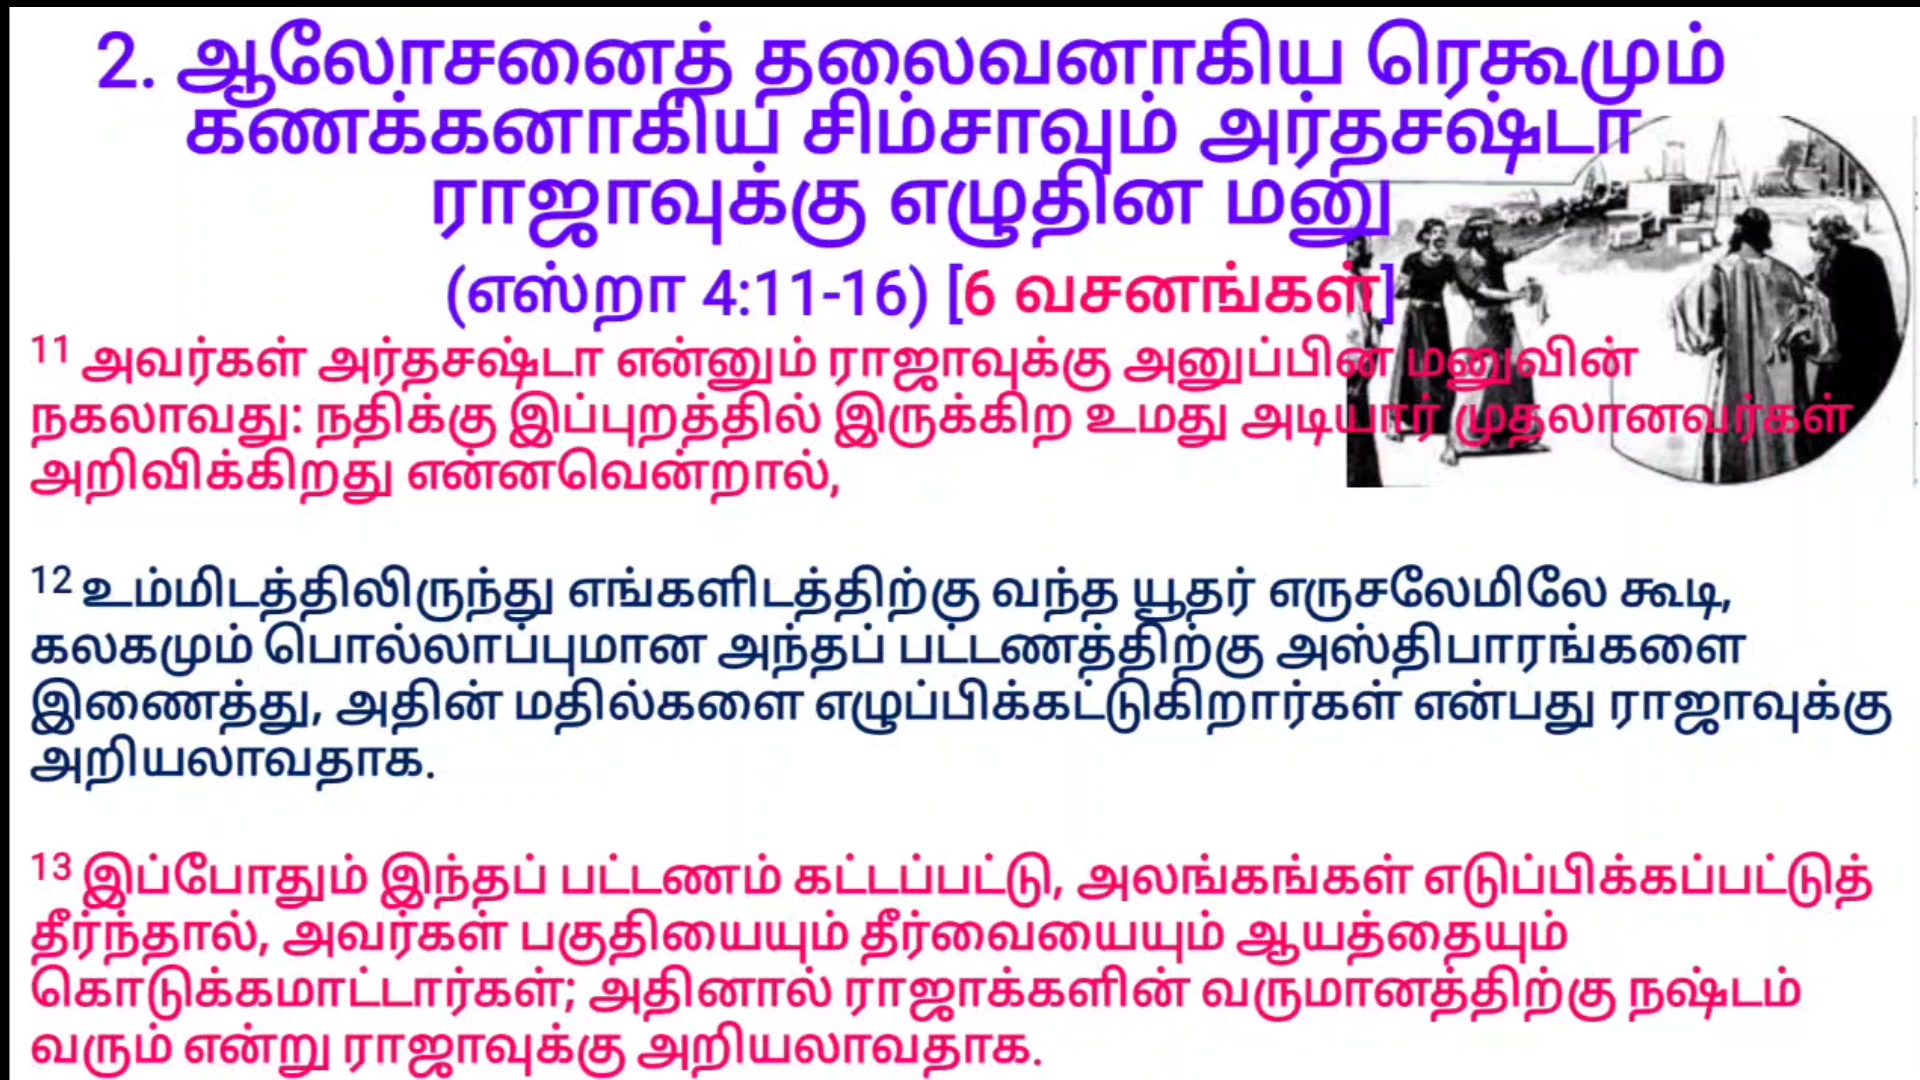 2. ஆலோசனைத் தலைவனாகிய ரெகூமும்
கணக்கனாகிய சிம்சாவும் அர்தசஷ்டா
ராஜாவுக்கு எழுதின மனு
(எஸ்றா 4:11-16) [6 வசனங்கள்]
11 அவர்கள் அர்தசஷ்டா என்னும் ராஜாவுக்கு அனுப்பின மனுவின்
நகலாவது: நதிக்கு இப்புறத்தில் இருக்கிற உமது அடியார் முதலானவர்கள்
அறிவிக்கிறது என்னவென்றால்,
12 உம்மிடத்திலிருந்து எங்களிடத்திற்கு வந்த யூதர் எருசலேமிலே கூடி,
கலகமும் பொல்லாப்புமான அந்தப் பட்டணத்திற்கு அஸ்திபாரங்களை
இணைத்து, அதின் மதில்களை எழுப்பிக்கட்டுகிறார்கள் என்பது ராஜாவுக்கு
அறியலாவதாக.
13 இப்போதும் இந்தப் பட்டணம் கட்டப்பட்டு, அலங்கங்கள் எடுப்பிக்கப்பட்டுத்
தீர்ந்தால், அவர்கள் பகுதியையும் தீர்வையையும் ஆயத்தையும்
கொடுக்கமாட்டார்கள்; அதினால் ராஜாக்களின் வருமானத்திற்கு நஷ்டம்
வரும் என்று ராஜாவுக்கு அறியலாவதாக.